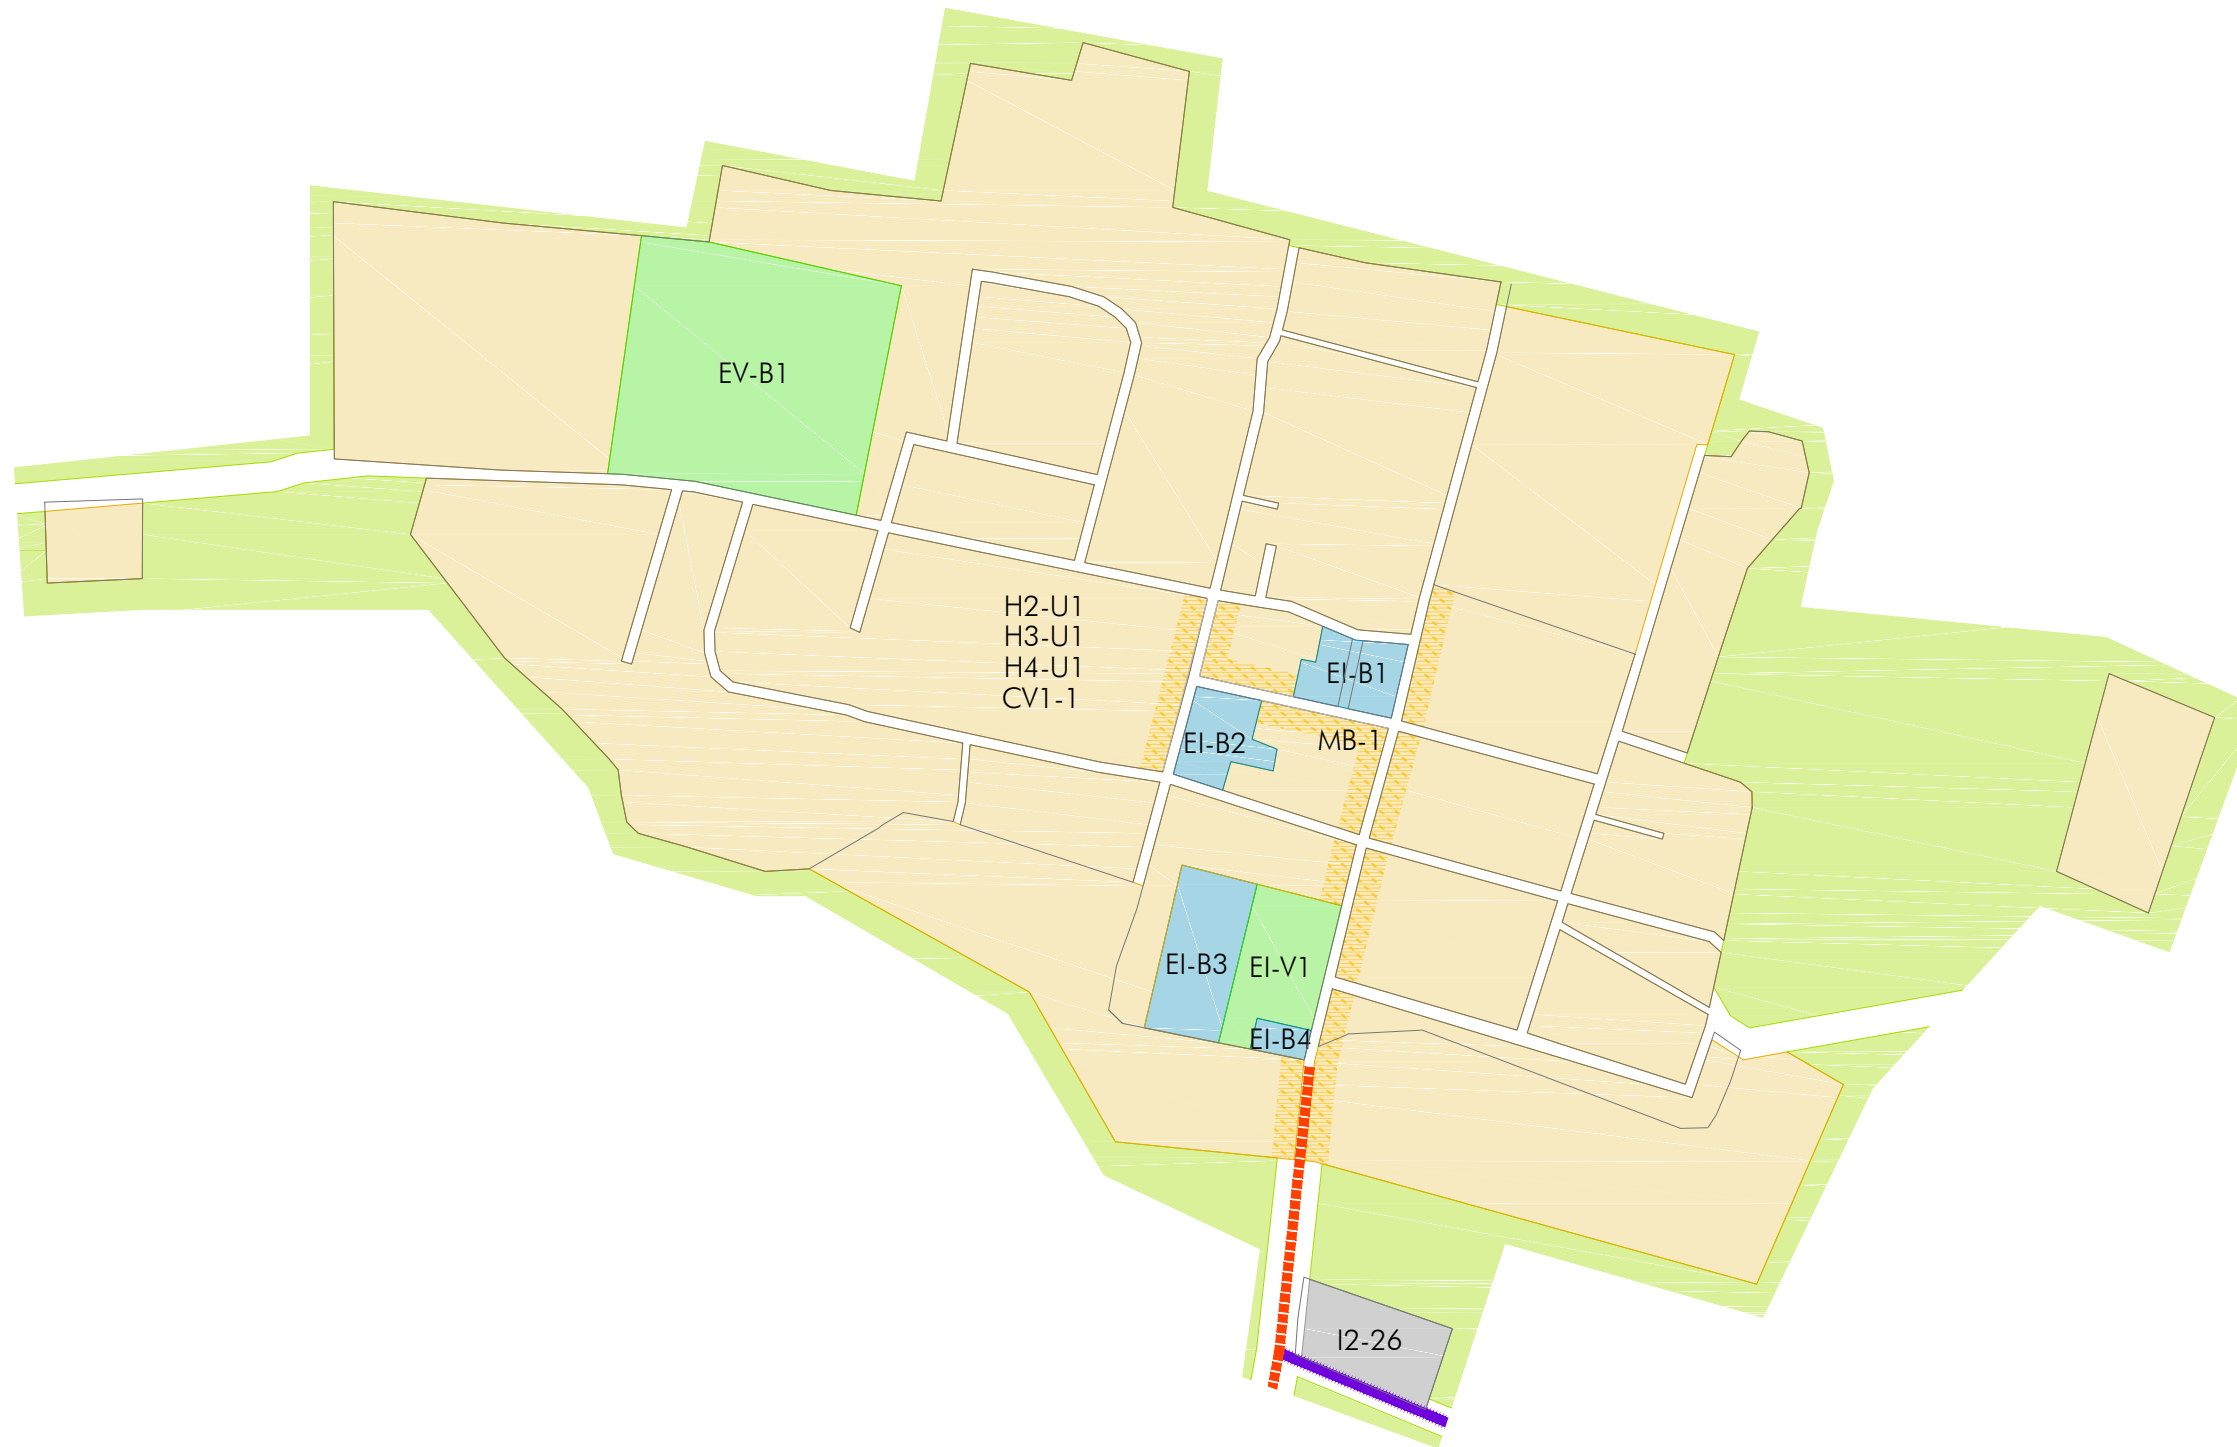 EV-B1
H2-U1
H3-U1
H4-U1
CV1-1
EI-B1
EI-B2
MB-1
EI-B3
EI-V1
EI-B4
I2-26